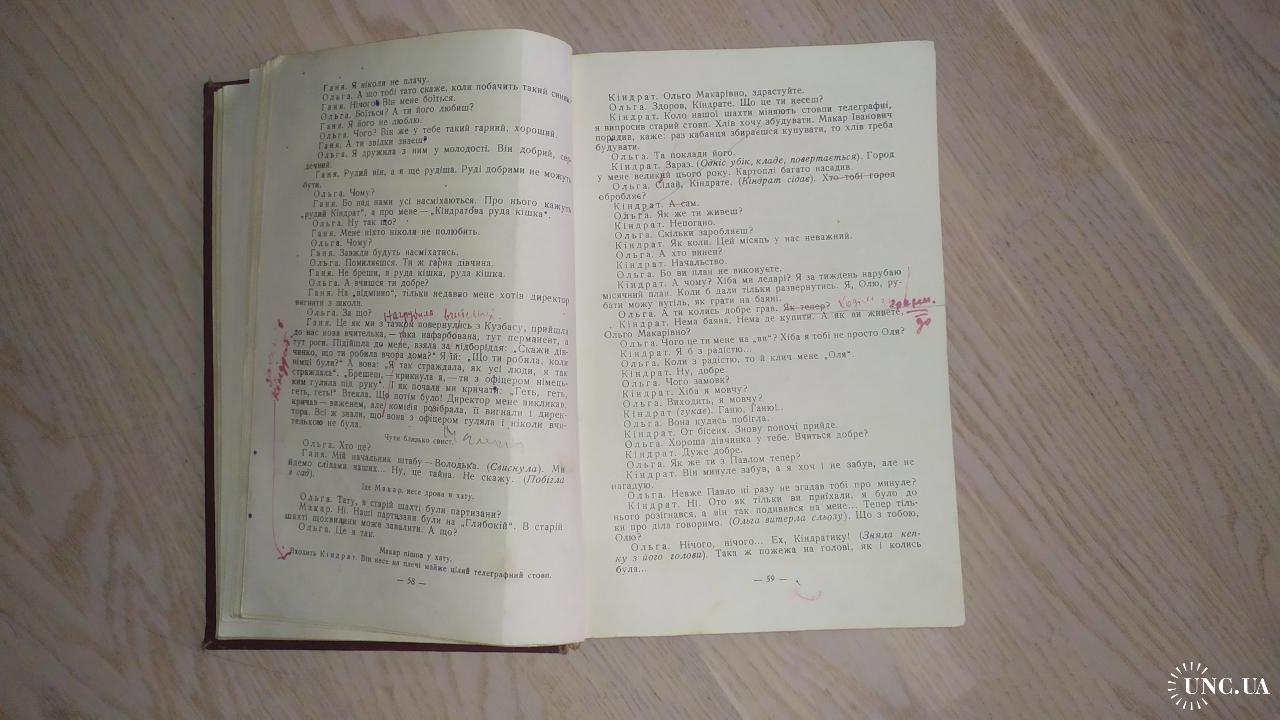 Ганя. Я ніколи не плачу.
Ольга. А що тобі тато скаже, коли побачить такий синяк?
Ганя. Нічого. Він мене боїться.
Ольга. Боїться? А ти його любиш?
Ганя. Я його не люблю.
Ольга. Чого? Він же у тебе такий гарний, хороший.
Ганя. А ти звідки знаєш?
Ольга. Я дружила з ним у молодості. Він добрий, сер-
дечний.
Ганя. Рудий він, а я ще рудіша. Руді добрими не можуть
бути.
Ольга. Чому?
Ганя. Бо над нами усі насміхаються. Про нього кажуть
„рудий Кіндрат“, а про мене — „Кіндратова руда кішка“.
Ольга. Ну так що?
Ганя. Мене ніхто ніколи не полюбить.
Ольга. Чому?
Ганя. Завжди будуть насміхатись.
Ольга. Помиляєшся. Ти ж гарна дівчина.
Ганя. Не бреши, я руда кішка, руда кішка.
Ольга. А вчишся ти добре?
Ганя. На „відмінно“, тільки недавно мене хотів директор
вигнати з школи.
Ольга. За що?
Ганя. Це як ми з татком повернулись з Кузбасу, прийшла
до нас нова вчителька — така нафарбована, тут перманент, а
тут роги. Підійшла до мене, взяла за підборіддя: „Скажи дів-
чинко, що ти робила вчора дома?“ Я їй: „Що ти робила, коли
німці були?“ А вона: „Я так страждала, як усі люди, я так
страждала“. „Брешеш, — крикнула я, — ти з офіцером німець-
ким гуляла під руку“. І як почали ми кричати: „Геть, геть,
геть, геть!“ Втекла. Що потім було! Директор мене викликав,
кричав — виженем, але комісія розібрала, її вигнали і дирек-
тора. Всі ж знали, що вона з офіцером гуляла і ніколи вчи-
телькою не була.
Чути близько свист.
Ольга. Хто це?
Ганя. Мій начальник штабу — Володька. (Свиснула). Ми
йдемо слідами наших... Ну, це тайна. Не скажу. (Побігла
в сад).
Іде Макар, несе дрова в хату.
Ольга. Тату, в старій шахті були партизани?
Макар. Ні. Наші партизани були на „Глибокій“. В старій
шахті щохвилини може завалити. А що?
Ольга. Це я так.
Макар пішов у хату.
Входить Кіндрат. Він несе на плечі майже цілий телеграфний стовп.
— 58 —
Кіндрат. Ольго Макарівно, здрастуйте.
Ольга. Здоров, Кіндрате. Що це ти несеш?
Кіндрат. Коло нашої шахти міняють стовпи телеграфні,
я випросив старий стовп. Хлів хочу збудувати. Макар Іванович
порадив, каже: раз кабанця збираєшся купувати, то хлів треба
будувати.
Ольга. Та поклади його.
Кіндрат. Зараз. (Одніс убік, кладе, повертається). Город
у мене великий цього року. Картоплі багато насадив.
Ольга. Сідай, Кіндрате. (Кіндрат сідає). Хто тобі город
обробляє?
Кіндрат. А сам.
Ольга. Як же ти живеш?
Кіндрат. Непогано.
Ольга. Скільки заробляєш?
Кіндрат. Як коли. Цей місяць у нас неважний.
Ольга. А хто винен?
Кіндрат. Начальство.
Ольга. Бо ви план не виконуєте.
Кіндрат. А чому? Хіба ми ледарі? Я за тиждень нарубаю
місячний план. Коли б дали тільки розвернутись. Я, Олю, ру-
бати можу вугіль, як грати на баяні.
Ольга. А ти колись добре грав. Як тепер?
Кіндрат. Нема баяна. Нема де купити. А як ви живете,
Ольго Макарівно?
Ольга. Чого це ти мене на „ви“? Хіба я тобі не просто Оля?
Кіндрат. Я б з радістю...
Ольга. Коли з радістю, то й клич мене „Оля“.
Кіндрат. Ну, добре.
Ольга. Чого замовк?
Кіндрат. Хіба я мовчу?
Ольга. Виходить, я мовчу?
Кіндрат (гукає). Ганю, Ганю!..
Ольга. Вона кудись побігла.
Кіндрат. От бісеня. Знову поночі прийде.
Ольга. Хороша дівчинка у тебе. Вчиться добре?
Кіндрат. Дуже добре.
Ольга. Як же ти з Павлом тепер?
Кіндрат. Він минуле забув, а я хоч і не забув, але не
нагадую.
Ольга. Невже Павло ні разу не згадав тобі про минуле?
Кіндрат. Ні. Ото як тільки ви приїхали, я було до
нього розігнався, а він так подивився на мене... Тепер тіль-
ки про діла говоримо. (Ольга витерла сльозу). Що з тобою,
Олю?
Ольга. Нічого, нічого... Ех, Кіндратику! (Зняла кеп-
ку з його голови). Така ж пожежа на голові, як і колись
була...
— 59 —
UNC.UA